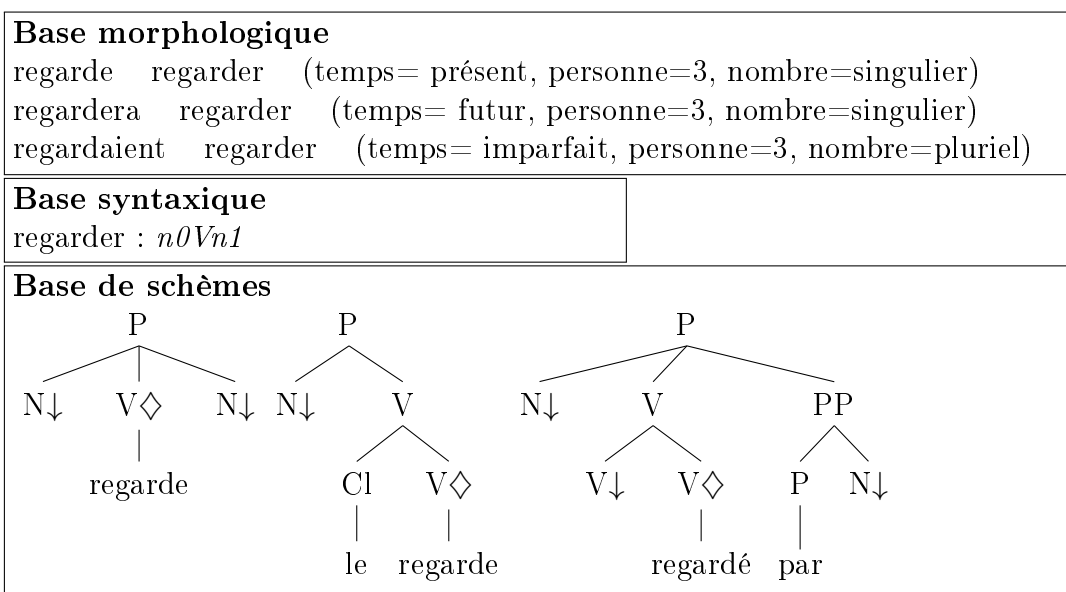 Base morphologique
regarde regarder (temps= présent, personne=3, nombre=singulier)
regardera regarder (temps= futur, personne=3, nombre=singulier)
regardaient regarder (temps= imparfait, personne=3, nombre=pluriel)
Base syntaxique
regarder : n0Vn1
Base de schèmes
P P P
N↓ V◇ N↓ N↓ V N↓ V PP
regarde Cl V◇ V↓ V◇ P N↓
le regarde regardé par